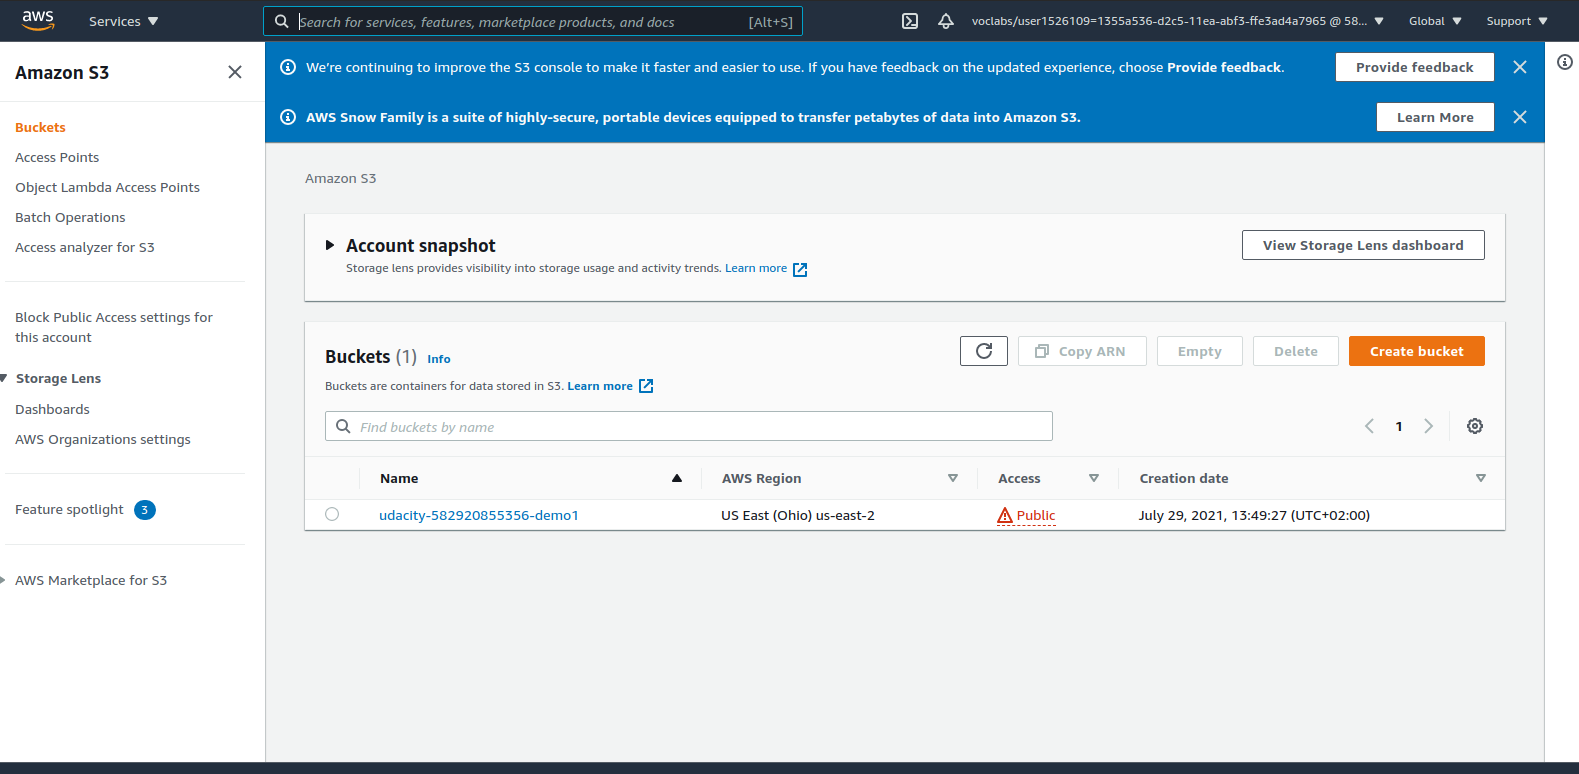 aws
Services
Search for services, features, marketplace products, and docs [Alt+S]
voclabs/user1526109=1355a536-d2c5-11ea-abf3-ffe3ad4a7965 @ 58...
Global
Support
Amazon S3
Buckets
Access Points
Object Lambda Access Points
Batch Operations
Access analyzer for S3
Block Public Access settings for
this account
Storage Lens
Dashboards
AWS Organizations settings
Feature spotlight 3
AWS Marketplace for S3
We're continuing to improve the S3 console to make it faster and easier to use. If you have feedback on the updated experience, choose Provide feedback.
Provide feedback
AWS Snow Family is a suite of highly-secure, portable devices equipped to transfer petabytes of data into Amazon S3.
Learn More
Amazon S3
Account snapshot
Storage lens provides visibility into storage usage and activity trends. Learn more
View Storage Lens dashboard
Buckets (1) Info
Buckets are containers for data stored in S3. Learn more
Copy ARN
Empty
Delete
Create bucket
Find buckets by name
1
Name AWS Region Access Creation date
udacity-582920855356-demo1 US East (Ohio) us-east-2 Public July 29, 2021, 13:49:27 (UTC+02:00)